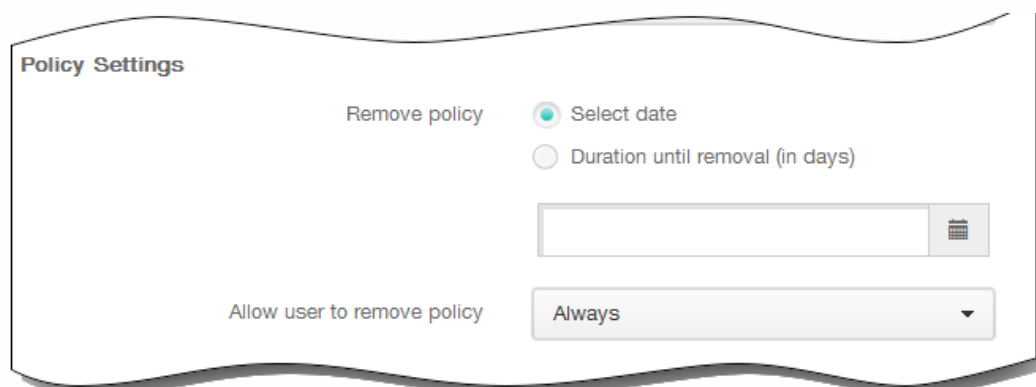 Policy Settings
Remove policy
Select date
Duration until removal (in days)
Allow user to remove policy
Always